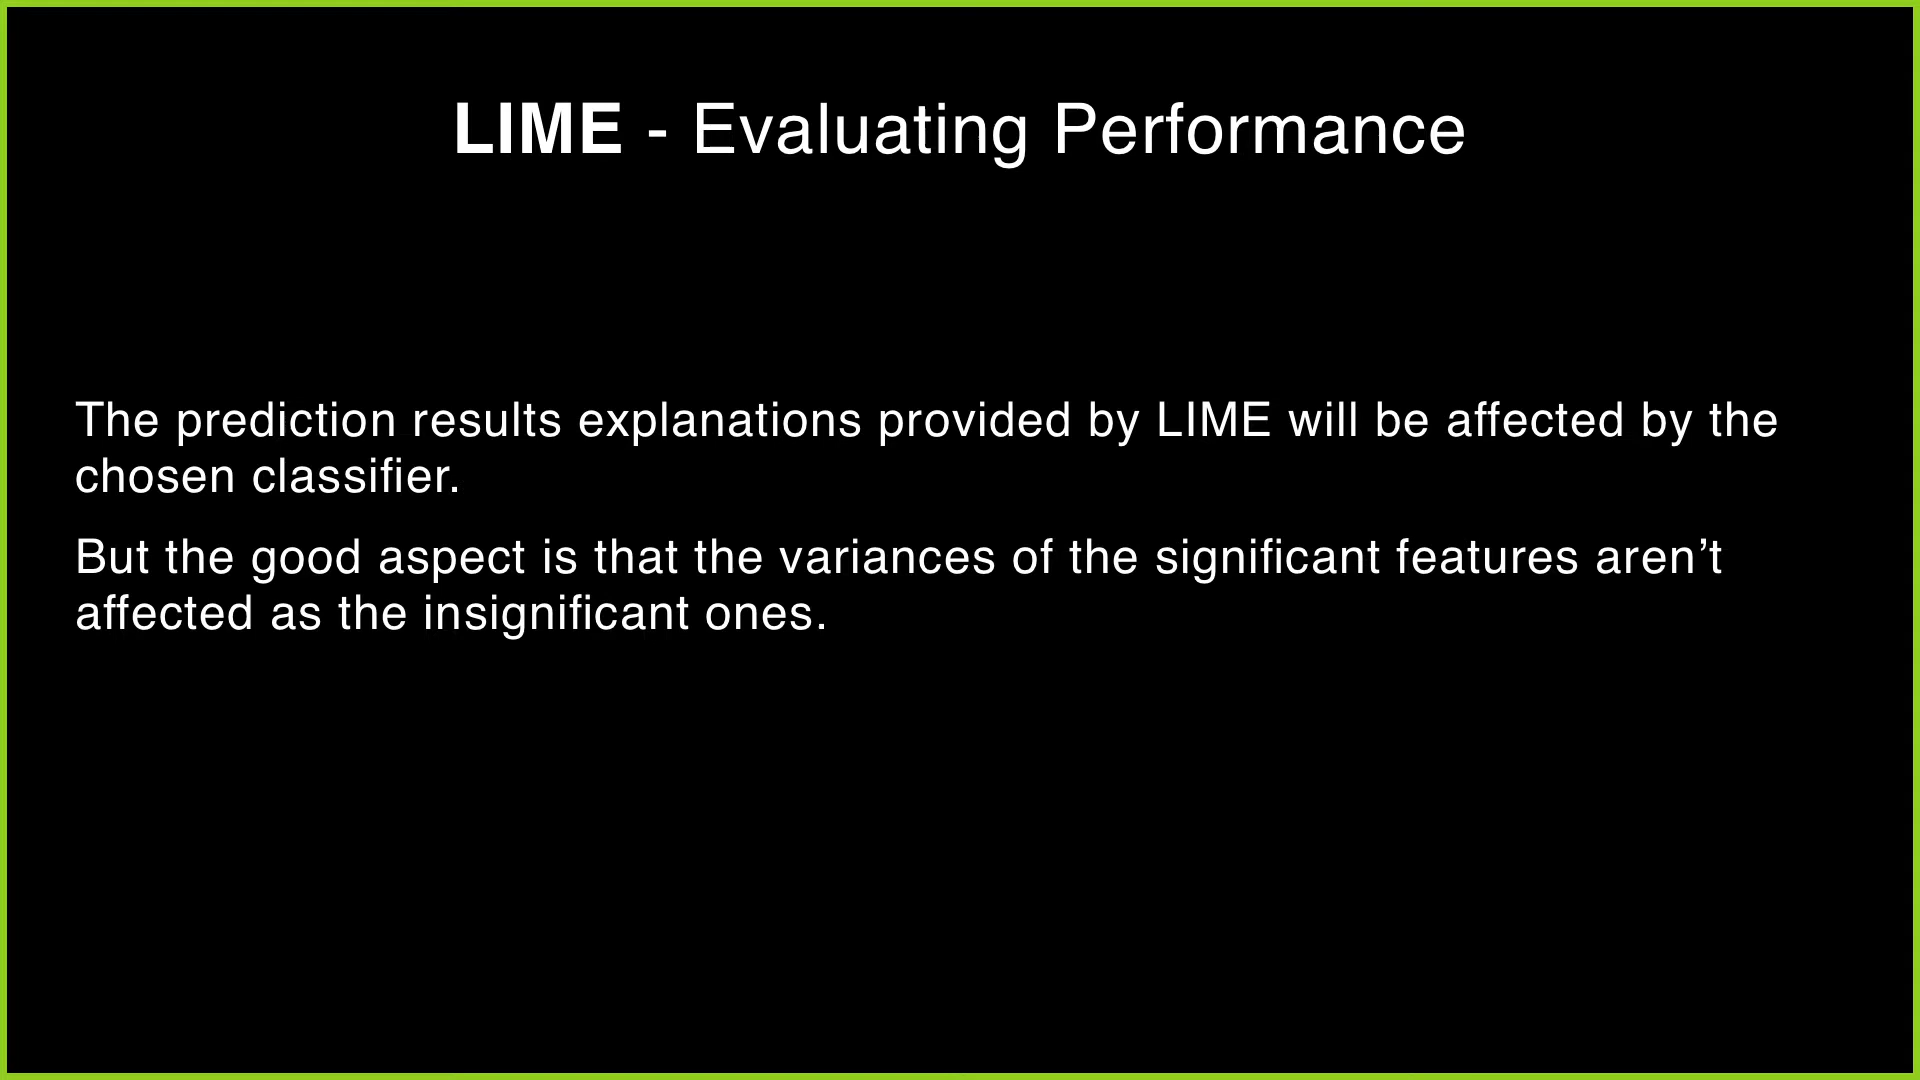 LIME - Evaluating Performance
The prediction results explanations provided by LIME will be affected by the
chosen classifier.
But the good aspect is that the variances of the significant features aren’t
affected as the insignificant ones.